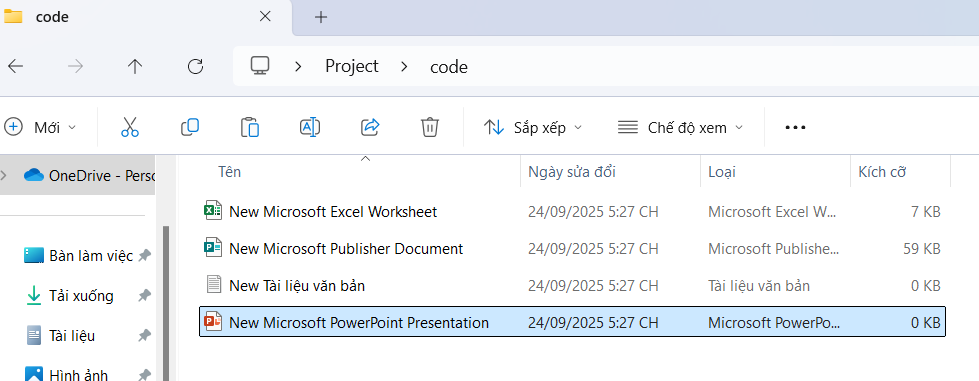 code
Project > code
Mới
Sắp xếp
Chế độ xem
OneDrive - Perso
Tên Ngày sửa đổi Loại Kích cỡ
New Microsoft Excel Worksheet 24/09/2025 5:27 CH Microsoft Excel W... 7 KB
New Microsoft Publisher Document 24/09/2025 5:27 CH Microsoft Publishe... 59 KB
New Tài liệu văn bản 24/09/2025 5:27 CH Tài liệu văn bản 0 KB
New Microsoft PowerPoint Presentation 24/09/2025 5:27 CH Microsoft PowerPo... 0 KB
Bàn làm việc
Tải xuống
Tài liệu
Hình ảnh